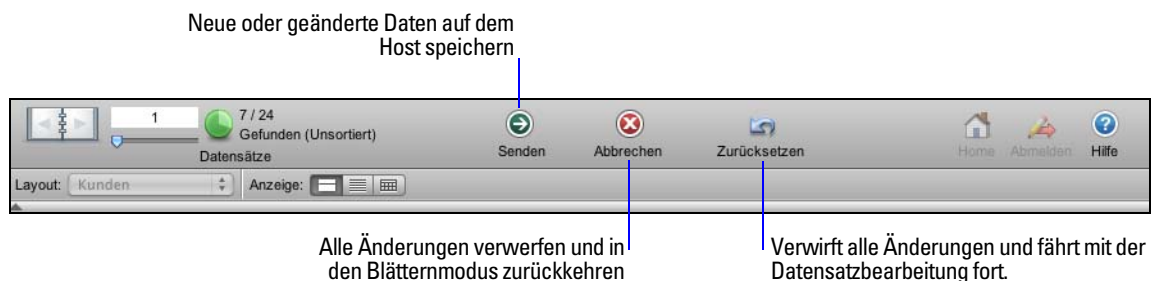 Neue oder geänderte Daten auf dem
Host speichern
1
7 / 24
Gefunden (Unsortiert)
Datensätze
Senden
Abbrechen
Zurücksetzen
Home
Abmelden
Hilfe
Layout: Kunden
Anzeige:
Alle Änderungen verwerfen und in
den Blätternmodus zurückkehren
Verwirft alle Änderungen und fährt mit der
Datensatzbearbeitung fort.